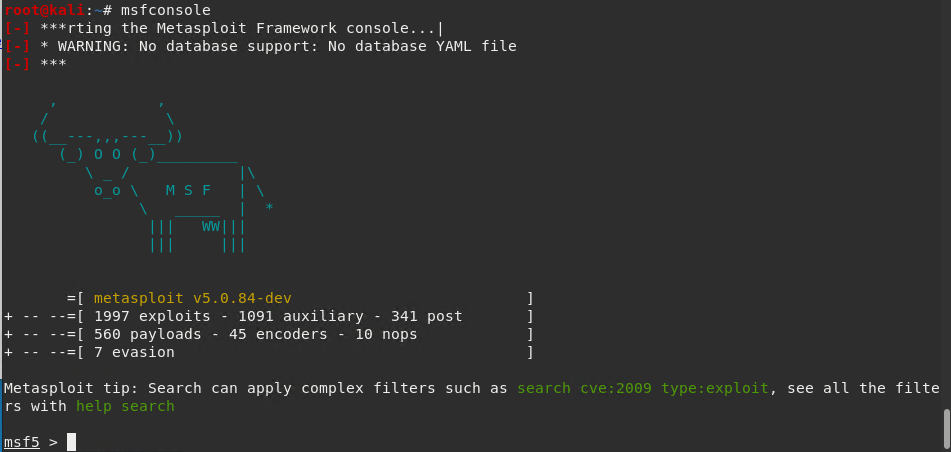 root@kali:~# msfconsole
[-] ***rting the Metasploit Framework console...|
[-] * WARNING: No database support: No database YAML file
[-] ***
     ,           ,
    /             \
   ((__---,,,---__))
      (_) O O (_)_________
         \ _ /            |\
          o_o \   M S F   | \
               \   _____  |  *
                |||   WW|||
                |||     |||
       =[ metasploit v5.0.84-dev                          ]
+ -- --=[ 1997 exploits - 1091 auxiliary - 341 post       ]
+ -- --=[ 560 payloads - 45 encoders - 10 nops            ]
+ -- --=[ 7 evasion                                       ]
Metasploit tip: Search can apply complex filters such as search cve:2009 type:exploit, see all the filte
rs with help search
msf5 >